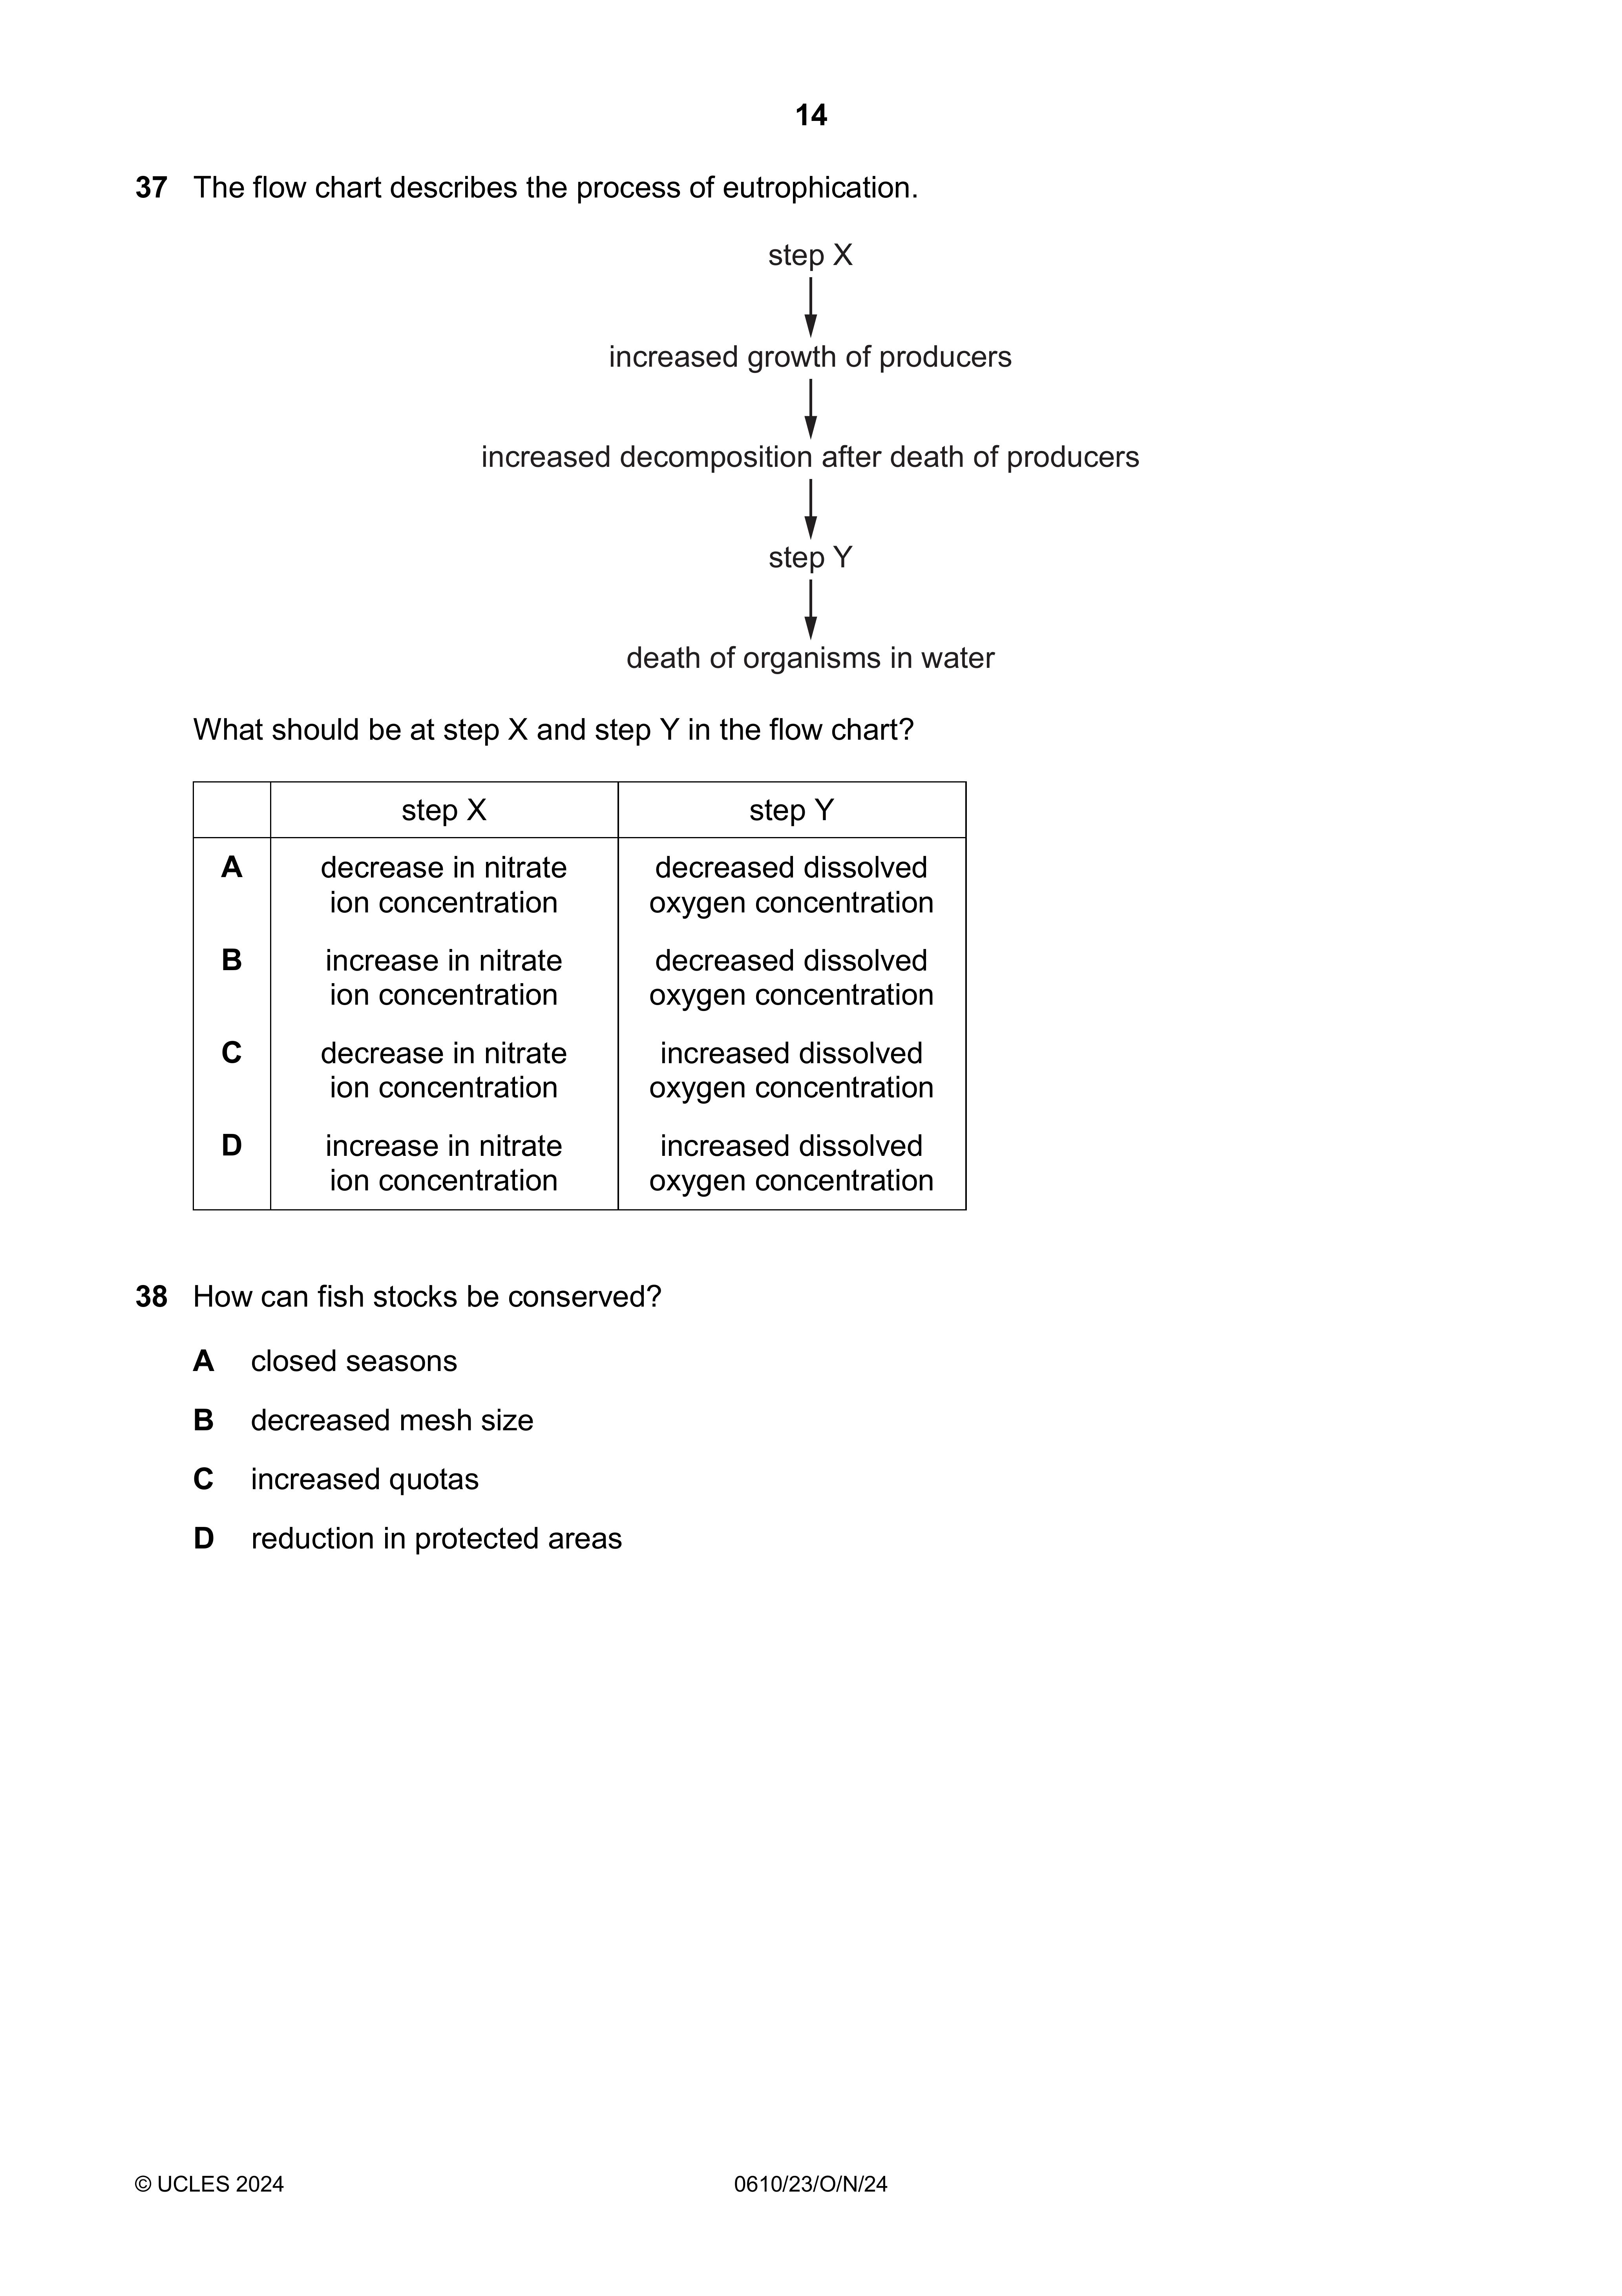 14
37 The flow chart describes the process of eutrophication.
step X
increased growth of producers
increased decomposition after death of producers
step Y
death of organisms in water
What should be at step X and step Y in the flow chart?
step X step Y
A decrease in nitrate decreased dissolved
ion concentration oxygen concentration
B increase in nitrate decreased dissolved
ion concentration oxygen concentration
C decrease in nitrate increased dissolved
ion concentration oxygen concentration
D increase in nitrate increased dissolved
ion concentration oxygen concentration
38 How can fish stocks be conserved?
A closed seasons
B decreased mesh size
C increased quotas
D reduction in protected areas
© UCLES 2024 0610/23/O/N/24